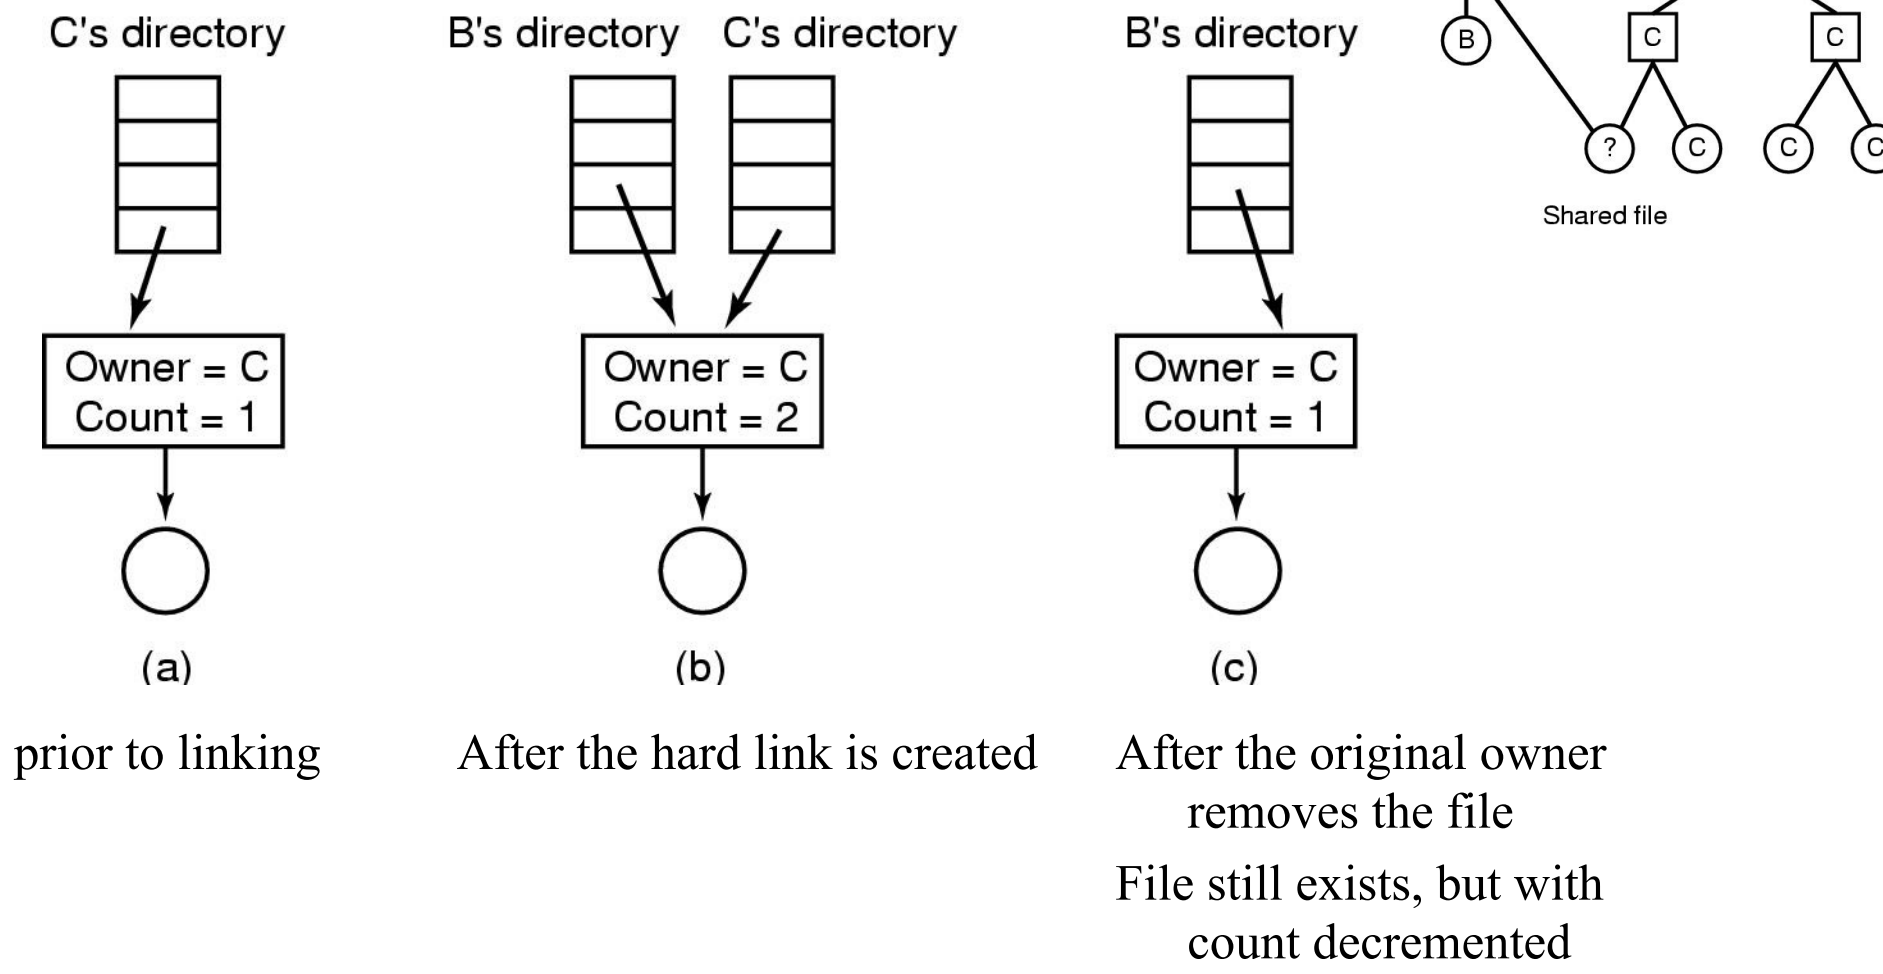 C's directory
B's directory
C's directory
B's directory
B
C
C
?
C
C
C
Shared file
Owner = C
Count = 1
Owner = C
Count = 2
Owner = C
Count = 1
(a)
(b)
(c)
prior to linking
After the hard link is created
After the original owner
removes the file
File still exists, but with
count decremented